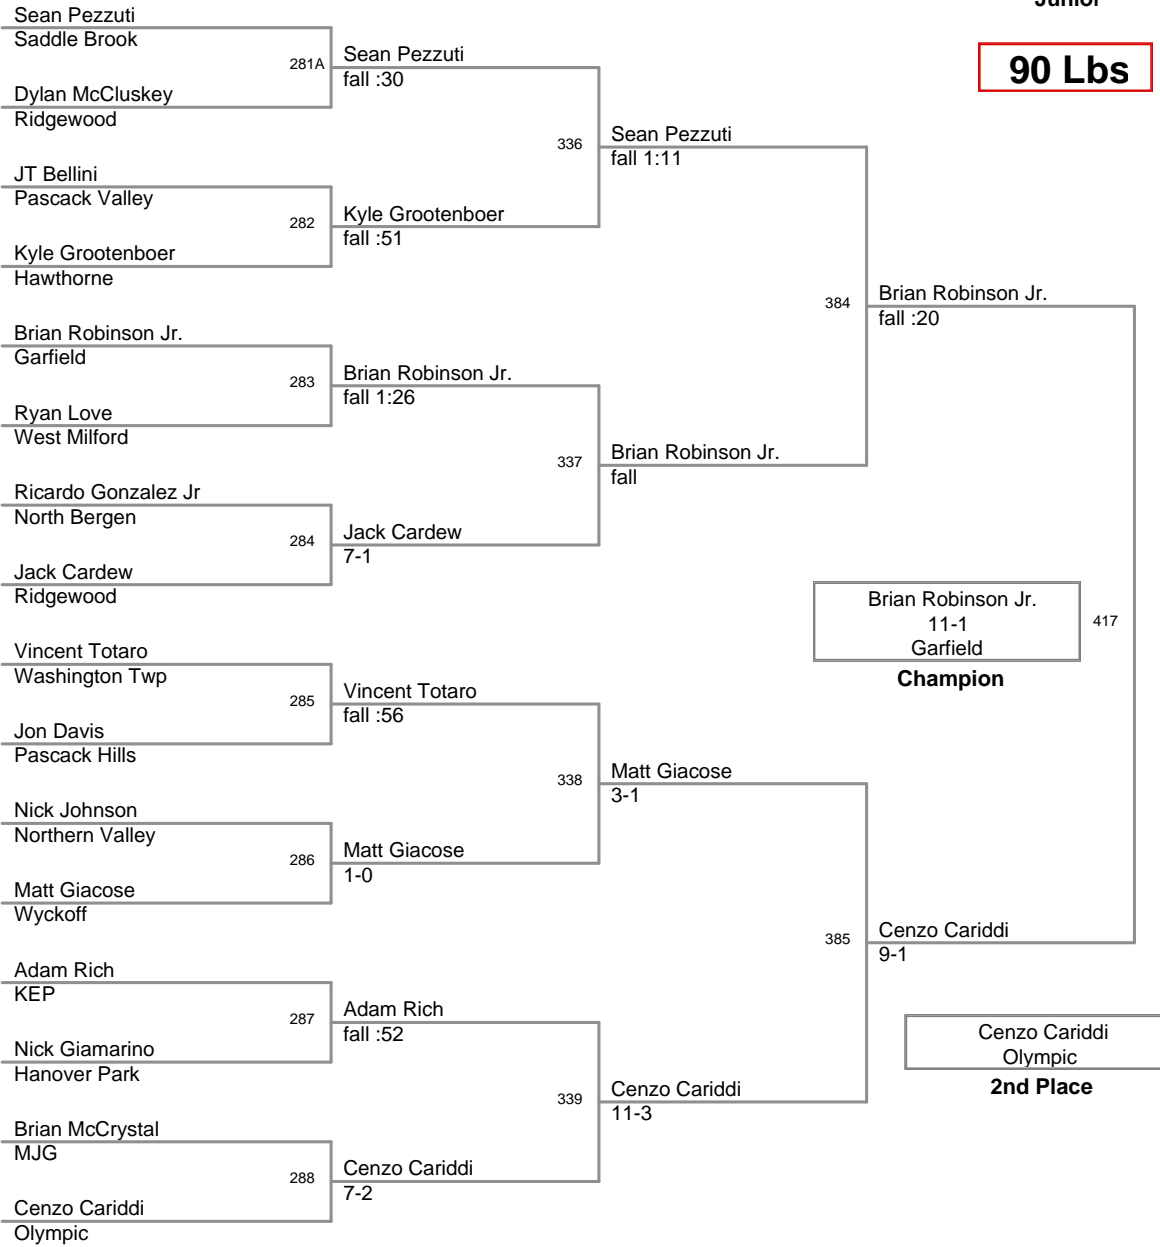 Junior
90 Lbs
Sean Pezzuti
Saddle Brook
281A
Dylan McCluskey
Ridgewood
Sean Pezzuti
fall :30
JT Bellini
Pascack Valley
282
Kyle Grootenboer
Hawthorne
Kyle Grootenboer
fall :51
336
Sean Pezzuti
fall 1:11
Brian Robinson Jr.
Garfield
283
Ryan Love
West Milford
Brian Robinson Jr.
fall 1:26
Ricardo Gonzalez Jr
North Bergen
284
Jack Cardew
Ridgewood
Jack Cardew
7-1
337
Brian Robinson Jr.
fall
384
Brian Robinson Jr.
fall :20
Vincent Totaro
Washington Twp
285
Jon Davis
Pascack Hills
Vincent Totaro
fall :56
Nick Johnson
Northern Valley
286
Matt Giacose
Wyckoff
Matt Giacose
1-0
338
Matt Giacose
3-1
Adam Rich
KEP
287
Nick Giamarino
Hanover Park
Adam Rich
fall :52
Brian McCrystal
MJG
288
Cenzo Cariddi
Olympic
Cenzo Cariddi
7-2
339
Cenzo Cariddi
11-3
385
Cenzo Cariddi
9-1
417
Brian Robinson Jr.
11-1
Garfield
Champion
Cenzo Cariddi
Olympic
2nd Place